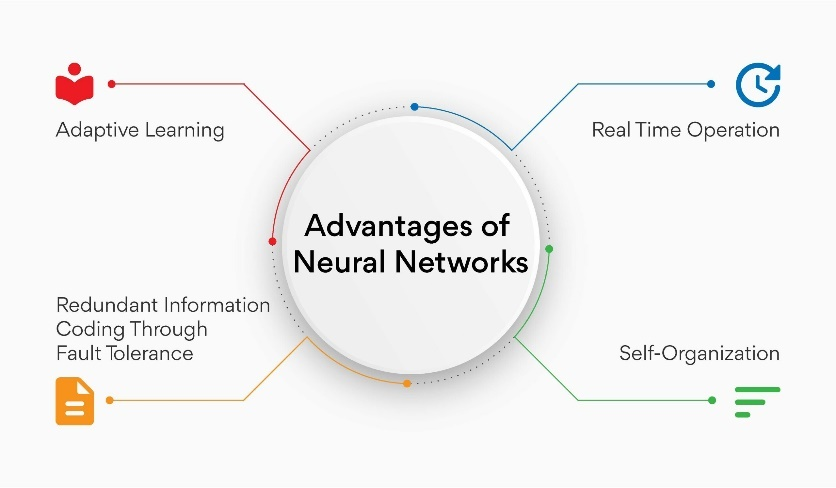 Adaptive Learning
Real Time Operation
Advantages of
Neural Networks
Redundant Information
Coding Through
Fault Tolerance
Self-Organization